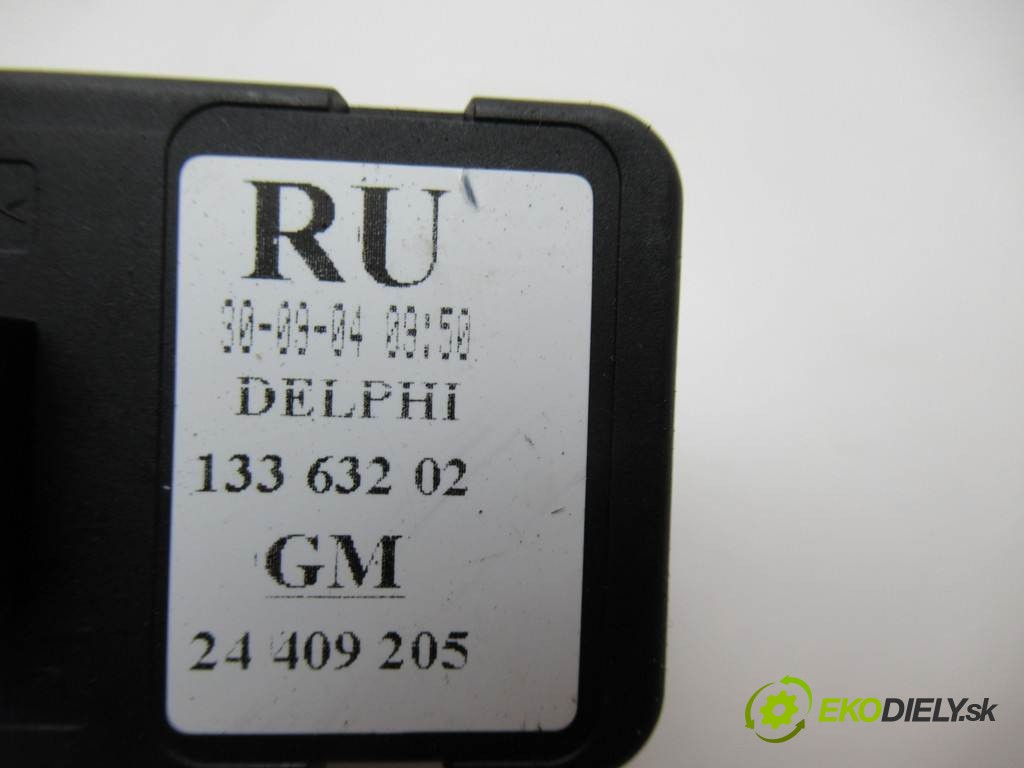 RU
30-09-04 09:50
DELPHI
133 632 02
GM
24 409 205
EKODIELY.sk